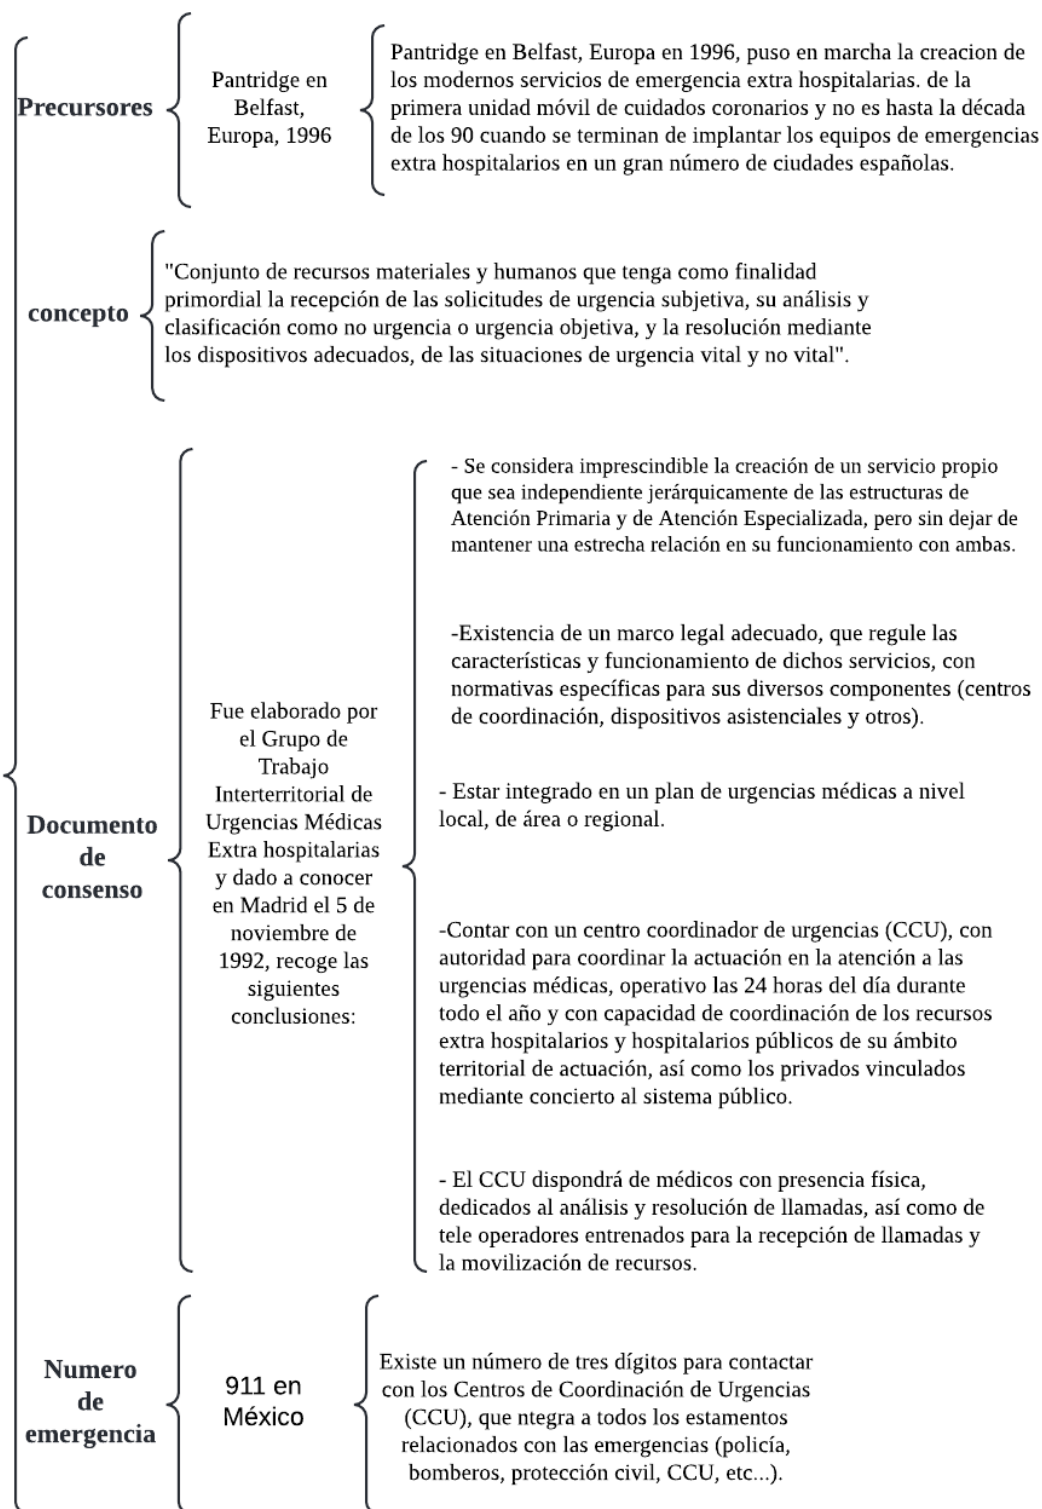 Precursores
Pantridge en
Belfast,
Europa, 1996
Pantridge en Belfast, Europa en 1996, puso en marcha la creacion de
los modernos servicios de emergencia extra hospitalarias. de la
primera unidad móvil de cuidados coronarios y no es hasta la década
de los 90 cuando se terminan de implantar los equipos de emergencias
extra hospitalarios en un gran número de ciudades españolas.
concepto
"Conjunto de recursos materiales y humanos que tenga como finalidad
primordial la recepción de las solicitudes de urgencia subjetiva, su análisis y
clasificación como no urgencia o urgencia objetiva, y la resolución mediante
los dispositivos adecuados, de las situaciones de urgencia vital y no vital".
Documento
de
consenso
Fue elaborado por
el Grupo de
Trabajo
Interterritorial de
Urgencias Médicas
Extra hospitalarias
y dado a conocer
en Madrid el 5 de
noviembre de
1992, recoge las
siguientes
conclusiones:
- Se considera imprescindible la creación de un servicio propio
que sea independiente jerárquicamente de las estructuras de
Atención Primaria y de Atención Especializada, pero sin dejar de
mantener una estrecha relación en su funcionamiento con ambas.
-Existencia de un marco legal adecuado, que regule las
características y funcionamiento de dichos servicios, con
normativas específicas para sus diversos componentes (centros
de coordinación, dispositivos asistenciales y otros).
- Estar integrado en un plan de urgencias médicas a nivel
local, de área o regional.
-Contar con un centro coordinador de urgencias (CCU), con
autoridad para coordinar la actuación en la atención a las
urgencias médicas, operativo las 24 horas del día durante
todo el año y con capacidad de coordinación de los recursos
extra hospitalarios y hospitalarios públicos de su ámbito
territorial de actuación, así como los privados vinculados
mediante concierto al sistema público.
- El CCU dispondrá de médicos con presencia física,
dedicados al análisis y resolución de llamadas, así como de
tele operadores entrenados para la recepción de llamadas y
la movilización de recursos.
Numero
de
emergencia
911 en
México
Existe un número de tres dígitos para contactar
con los Centros de Coordinación de Urgencias
(CCU), que ntegra a todos los estamentos
relacionados con las emergencias (policía,
bomberos, protección civil, CCU, etc...).